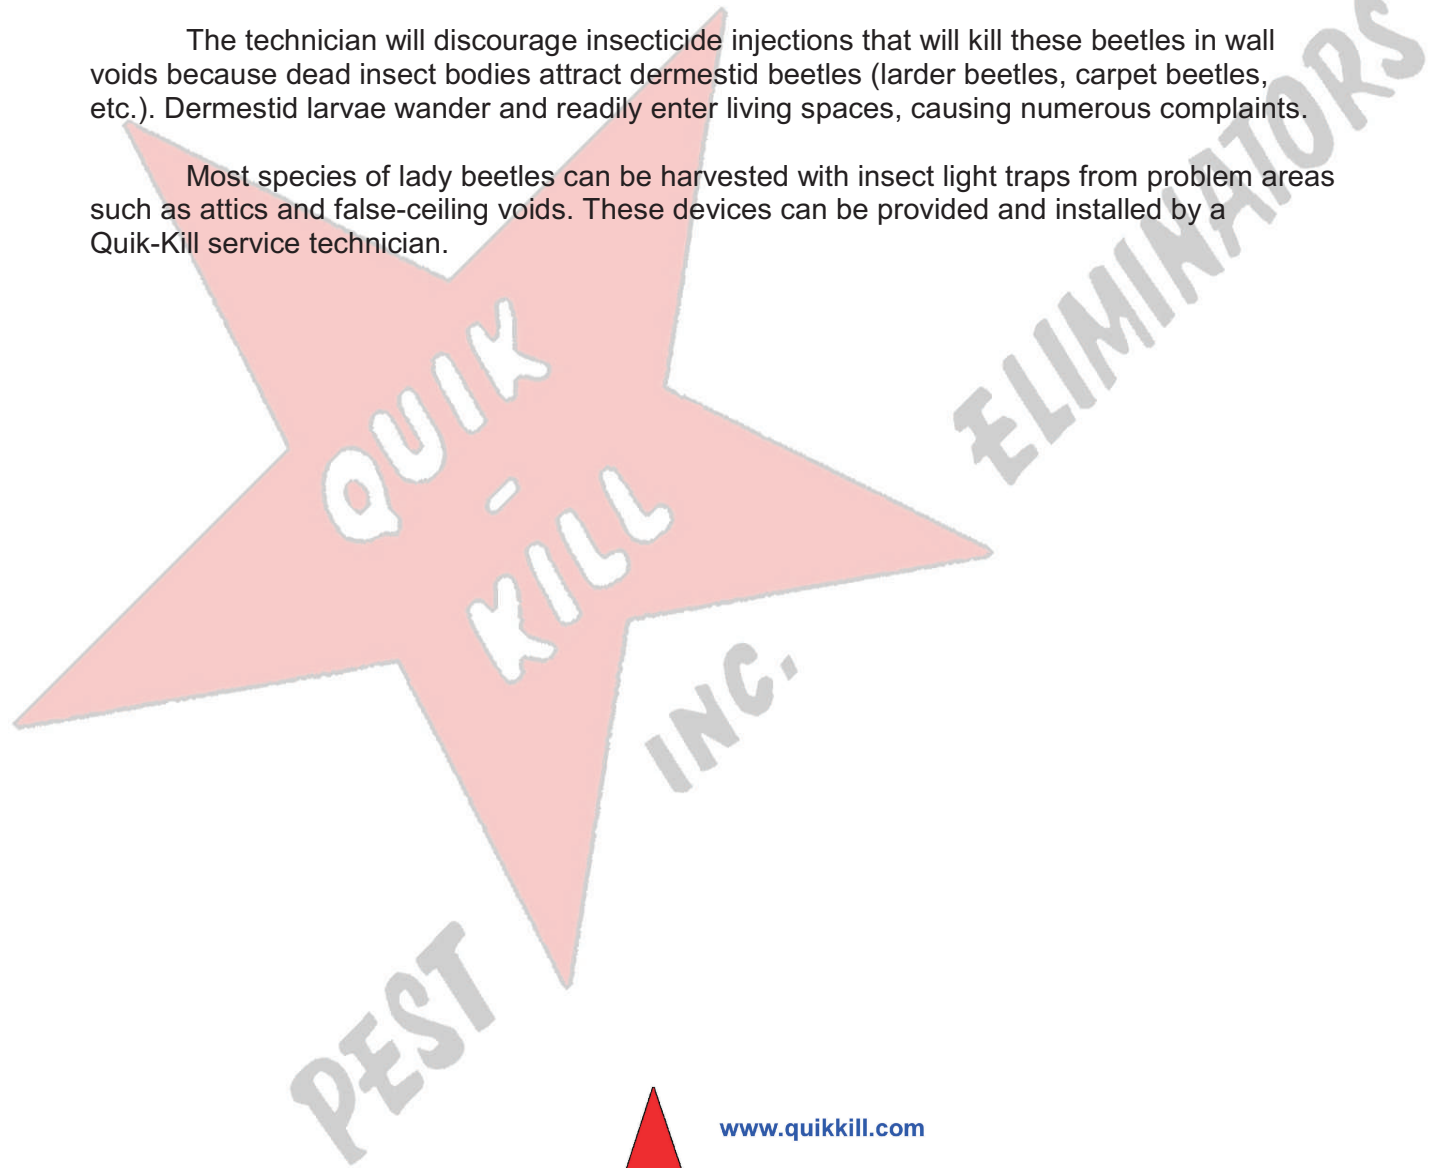 The technician will discourage insecticide injections that will kill these beetles in wall
voids because dead insect bodies attract dermestid beetles (larder beetles, carpet beetles,
etc.). Dermestid larvae wander and readily enter living spaces, causing numerous complaints.
Most species of lady beetles can be harvested with insect light traps from problem areas
such as attics and false-ceiling voids. These devices can be provided and installed by a
Quik-Kill service technician.
QUIK
-
KILL
PEST
ELIMINATORS
INC.
www.quikkill.com